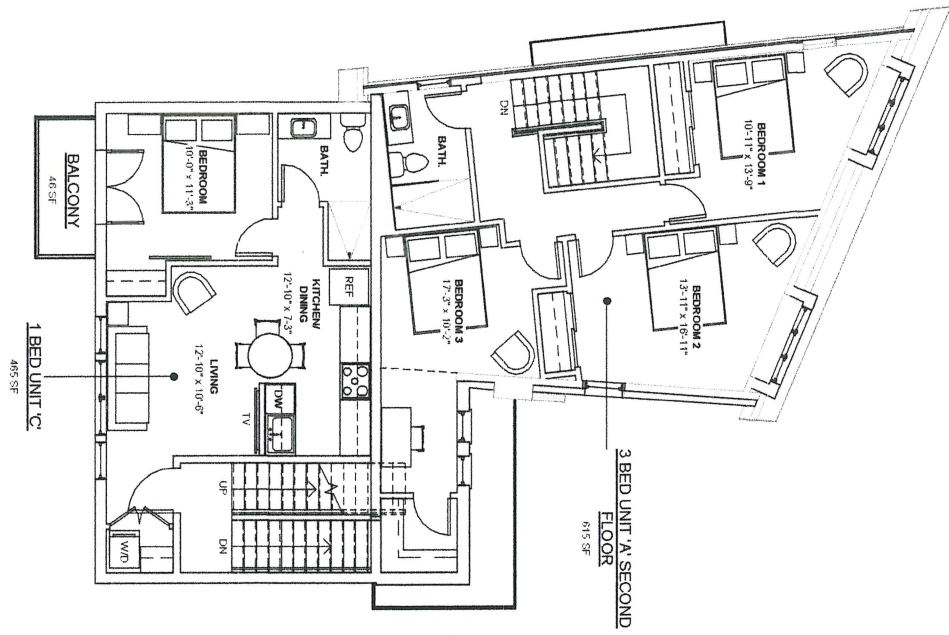 BEDROOM 1
10'-11" x 13'-9"
DN
BATH.
BEDROOM 2
13'-11" x 16'-11"
BEDROOM 3
17'-3" x 10'-2"
3 BED UNIT 'A' SECOND
FLOOR
615 SF
BATH.
BEDROOM
10'-0" x 11'-3"
BALCONY
46 SF
REF
KITCHEN/
DINING
12'-10" x 7'-3"
LIVING
12'-10" x 10'-6"
DW
TV
UP
DN
W/D
1 BED UNIT 'C'
465 SF